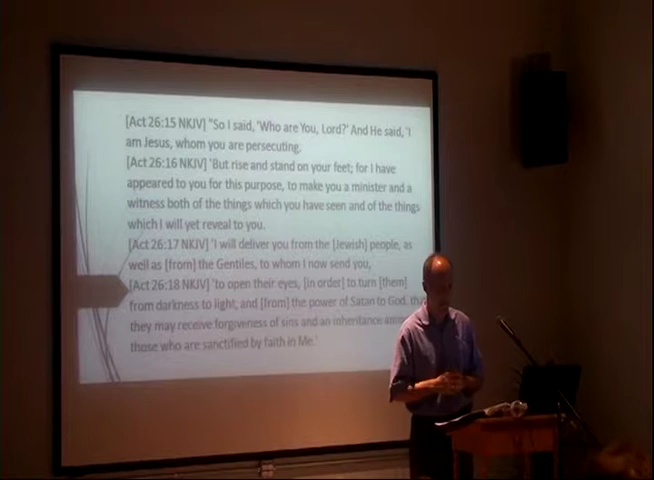 [Act 26:15 NKJV] "So I said, 'Who are You, Lord?' And He said, 'I
am Jesus, whom you are persecuting.
[Act 26:16 NKJV] 'But rise and stand on your feet; for I have
appeared to you for this purpose, to make you a minister and a
witness both of the things which you have seen and of the things
which I will yet reveal to you.
[Act 26:17 NKJV] 'I will deliver you from the [Jewish] people, as
well as [from] the Gentiles, to whom I now send you,
[Act 26:18 NKJV] 'to open their eyes, [in order] to turn [them]
from darkness to light, and [from] the power of Satan to God,
they may receive forgiveness of sins and an inheritance
those who are sanctified by faith in Me.'